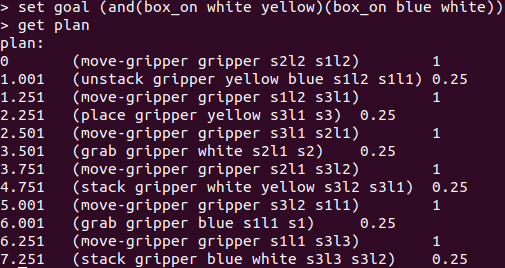 > set goal (and(box_on white yellow)(box_on blue white))
> get plan
plan:
0 (move-gripper gripper s2l2 s1l2) 1
1.001 (unstack gripper yellow blue s1l2 s1l1) 0.25
1.251 (move-gripper gripper s1l2 s3l1) 1
2.251 (place gripper yellow s3l1 s3) 0.25
2.501 (move-gripper gripper s3l1 s2l1) 1
3.501 (grab gripper white s2l1 s2) 0.25
3.751 (move-gripper gripper s2l1 s3l2) 1
4.751 (stack gripper white yellow s3l2 s3l1) 0.25
5.001 (move-gripper gripper s3l2 s1l1) 1
6.001 (grab gripper blue s1l1 s1) 0.25
6.251 (move-gripper gripper s1l1 s3l3) 1
7.251 (stack gripper blue white s3l3 s3l2) 0.25